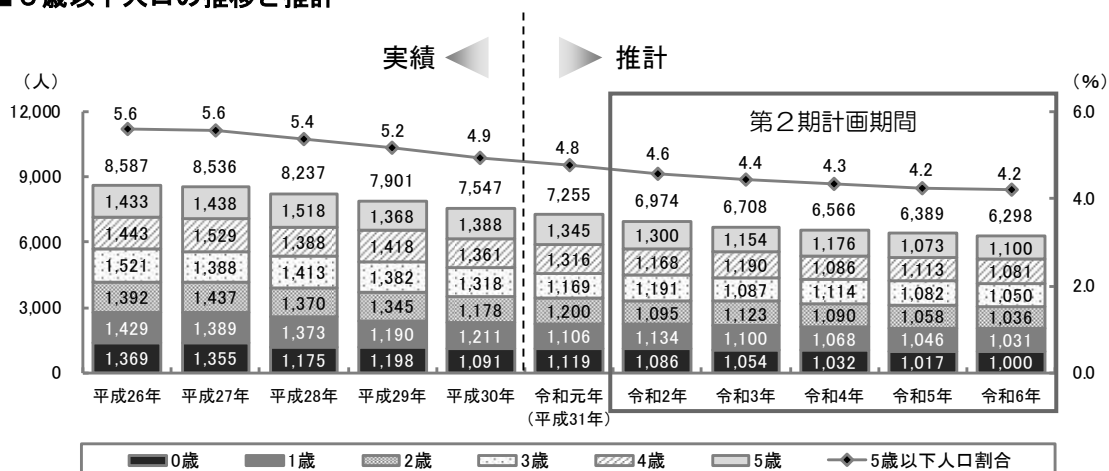 実績 推計
（人） （%）
第２期計画期間
12,000 9,000 6,000 3,000 0
6.0 4.0 2.0 0.0
5.6 5.6 5.4 5.2 4.9 4.8 4.6 4.4 4.3 4.2 4.2
8,587 8,536 8,237 7,901 7,547 7,255 6,974 6,708 6,566 6,389 6,298
1,433 1,438 1,518 1,368 1,388 1,345 1,300 1,154 1,176 1,073 1,100
1,443 1,529 1,388 1,418 1,361 1,316 1,168 1,190 1,086 1,113 1,081
1,521 1,388 1,413 1,382 1,318 1,169 1,191 1,087 1,114 1,082 1,050
1,392 1,437 1,370 1,345 1,178 1,200 1,095 1,123 1,090 1,058 1,036
1,429 1,389 1,373 1,190 1,211 1,106 1,134 1,100 1,068 1,046 1,031
1,369 1,355 1,175 1,198 1,091 1,119 1,086 1,054 1,032 1,017 1,000
平成26年 平成27年 平成28年 平成29年 平成30年 令和元年 令和2年 令和3年 令和4年 令和5年 令和6年
（平成31年）
0歳 1歳 2歳 3歳 4歳 5歳 5歳以下人口割合